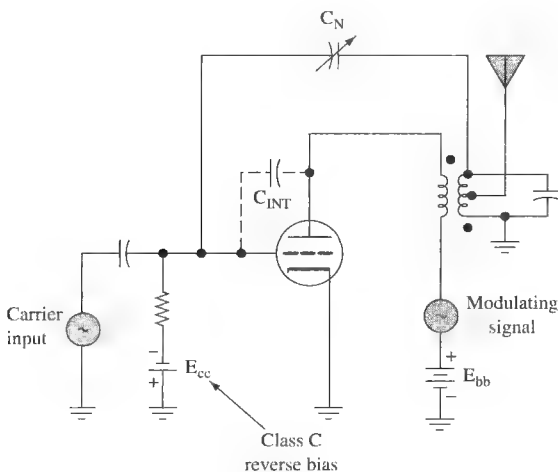 C_N
C_INT
Carrier
input
Modulating
signal
−
E_cc
+
+
E_bb
−
Class C
reverse bias